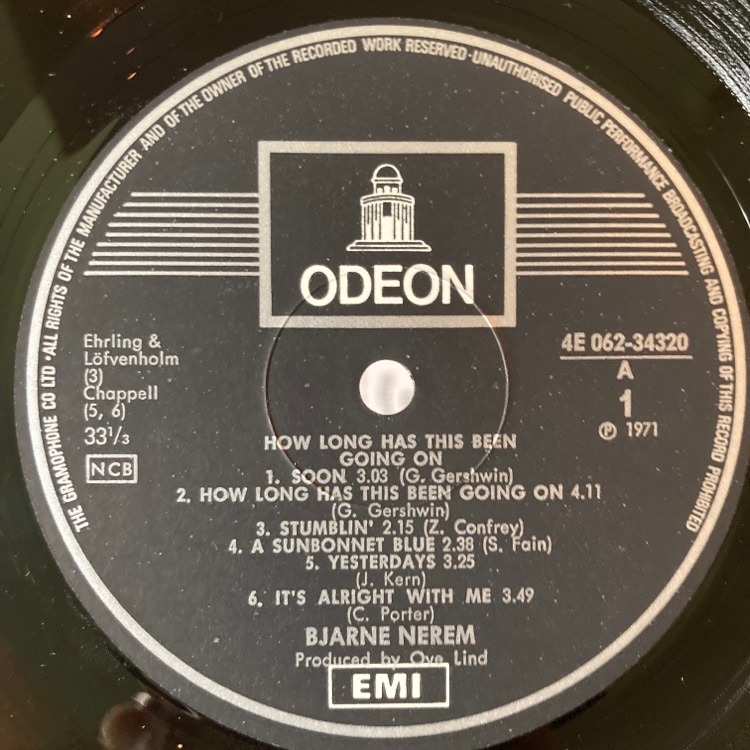 THE GRAMOPHONE CO LTD · ALL RIGHTS OF THE MANUFACTURER AND OF THE OWNER OF THE RECORDED WORK RESERVED · UNAUTHORISED PUBLIC PERFORMANCE BROADCASTING AND COPYING OF THIS RECORD PROHIBITED
ODEON
Ehrling &
Löfvenholm
(3)
Chappell
(5, 6)
33⅓
NCB
4E 062-34320
A
1
℗ 1971
HOW LONG HAS THIS BEEN
GOING ON
1. SOON 3.03 (G. Gershwin)
2. HOW LONG HAS THIS BEEN GOING ON 4.11
(G. Gershwin)
3. STUMBLIN' 2.15 (Z. Confrey)
4. A SUNBONNET BLUE 2.38 (S. Fain)
5. YESTERDAYS 3.25
(J. Kern)
6. IT'S ALRIGHT WITH ME 3.49
(C. Porter)
BJARNE NEREM
Produced by Ove Lind
EMI